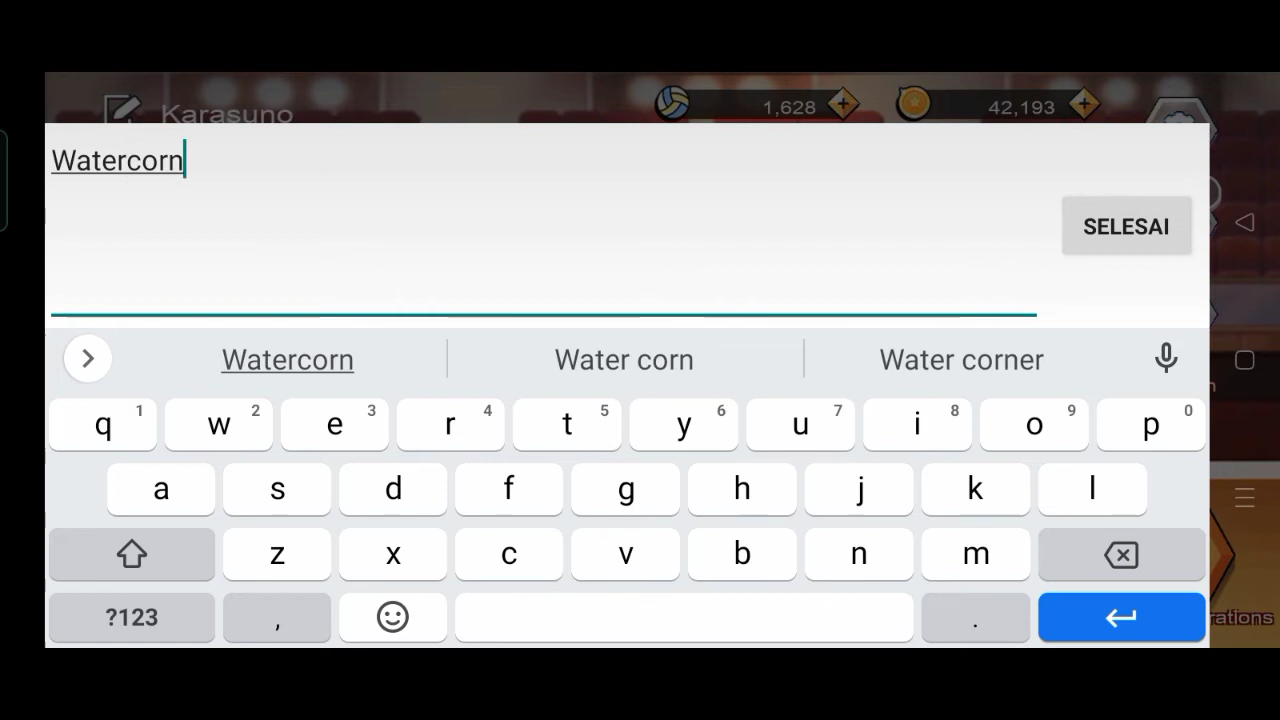 Karasuno 1,628 42,193
Watercorn
SELESAI
Watercorn Water corn Water corner
q 1 w 2 e 3 r 4 t 5 y 6 u 7 i 8 o 9 p 0
a s d f g h j k l
z x c v b n m
?123 , .
rations